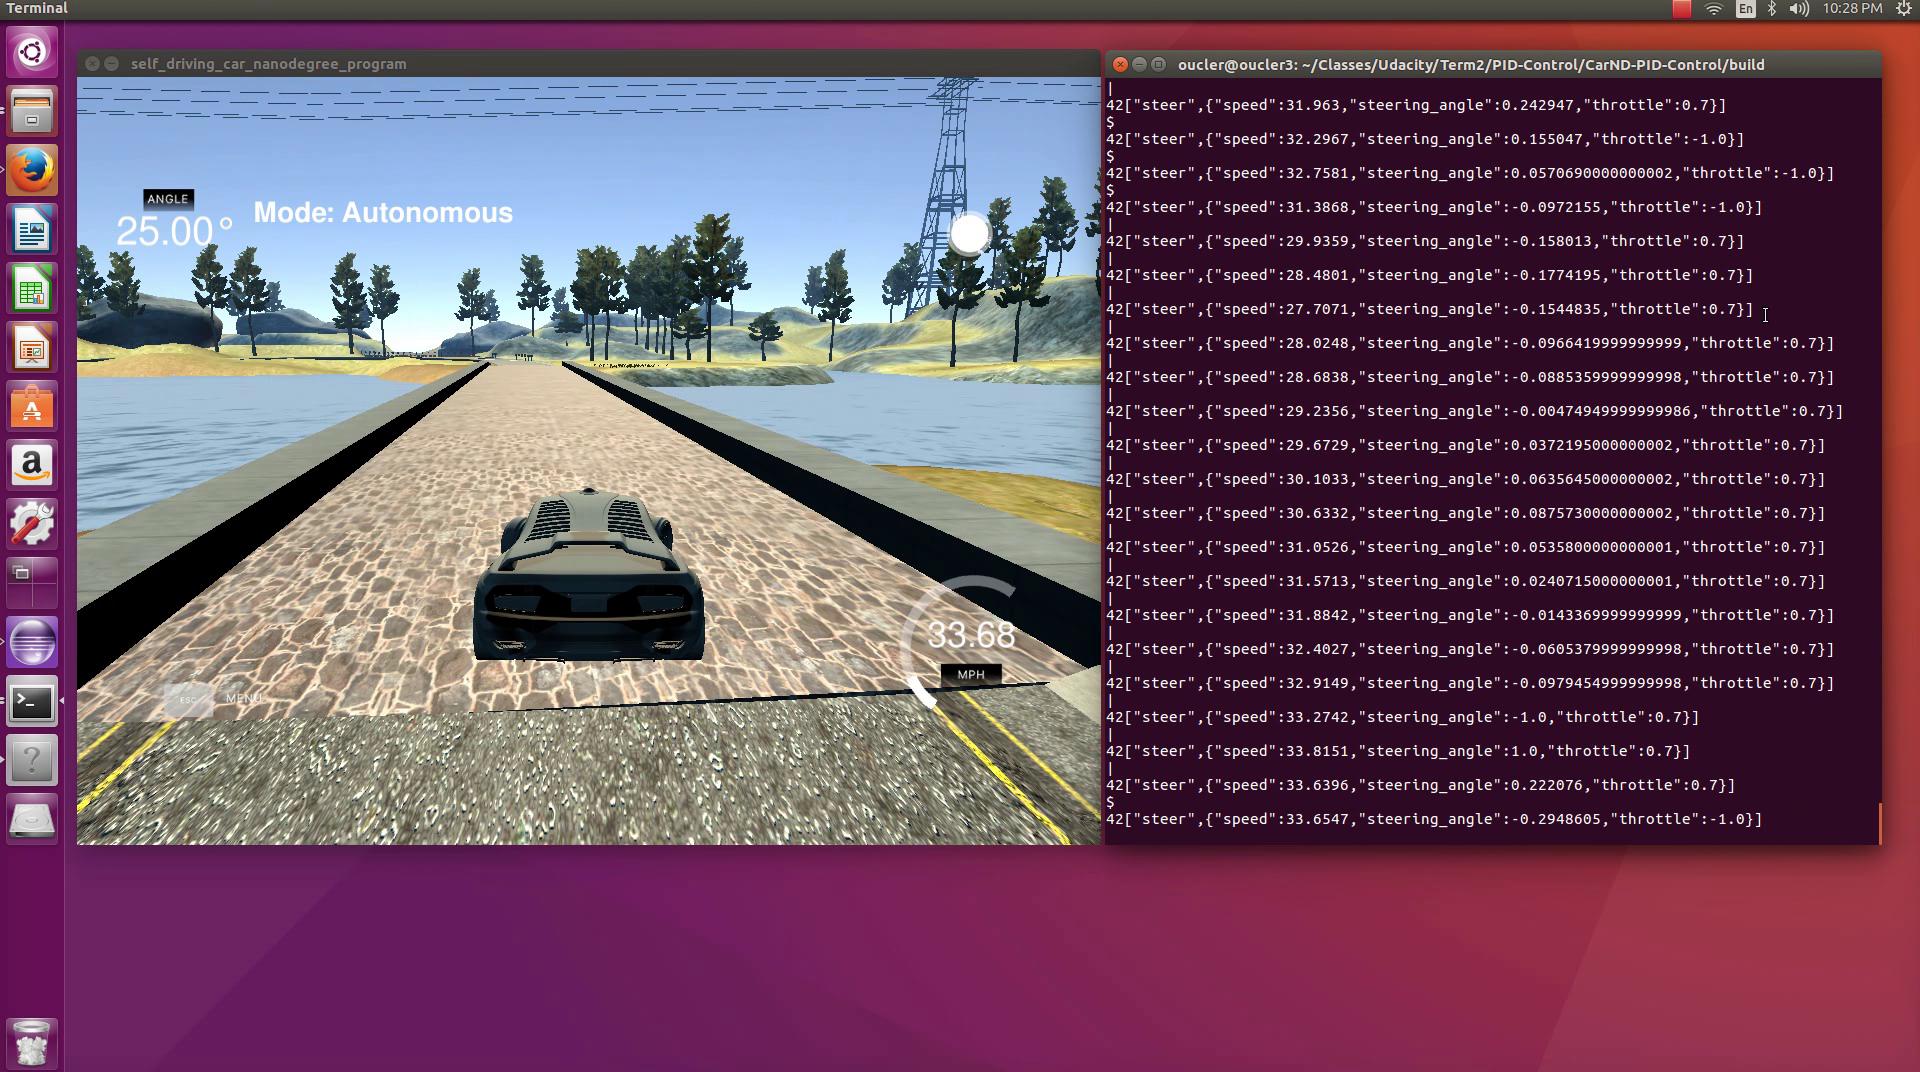 Terminal
En
10:28 PM
self_driving_car_nanodegree_program
ANGLE
25.00°
Mode: Autonomous
33.68
MPH
ESC
MENU
oucler@oucler3: ~/Classes/Udacity/Term2/PID-Control/CarND-PID-Control/build
|
42["steer",{"speed":31.963,"steering_angle":0.242947,"throttle":0.7}]
$
42["steer",{"speed":32.2967,"steering_angle":0.155047,"throttle":-1.0}]
$
42["steer",{"speed":32.7581,"steering_angle":0.0570690000000002,"throttle":-1.0}]
$
42["steer",{"speed":31.3868,"steering_angle":-0.0972155,"throttle":-1.0}]
|
42["steer",{"speed":29.9359,"steering_angle":-0.158013,"throttle":0.7}]
|
42["steer",{"speed":28.4801,"steering_angle":-0.1774195,"throttle":0.7}]
|
42["steer",{"speed":27.7071,"steering_angle":-0.1544835,"throttle":0.7}]
|
42["steer",{"speed":28.0248,"steering_angle":-0.0966419999999999,"throttle":0.7}]
|
42["steer",{"speed":28.6838,"steering_angle":-0.0885359999999998,"throttle":0.7}]
|
42["steer",{"speed":29.2356,"steering_angle":-0.00474949999999986,"throttle":0.7}]
|
42["steer",{"speed":29.6729,"steering_angle":0.0372195000000002,"throttle":0.7}]
|
42["steer",{"speed":30.1033,"steering_angle":0.0635645000000002,"throttle":0.7}]
|
42["steer",{"speed":30.6332,"steering_angle":0.0875730000000002,"throttle":0.7}]
|
42["steer",{"speed":31.0526,"steering_angle":0.0535800000000001,"throttle":0.7}]
|
42["steer",{"speed":31.5713,"steering_angle":0.0240715000000001,"throttle":0.7}]
|
42["steer",{"speed":31.8842,"steering_angle":-0.0143369999999999,"throttle":0.7}]
|
42["steer",{"speed":32.4027,"steering_angle":-0.0605379999999998,"throttle":0.7}]
|
42["steer",{"speed":32.9149,"steering_angle":-0.0979454999999998,"throttle":0.7}]
|
42["steer",{"speed":33.2742,"steering_angle":-1.0,"throttle":0.7}]
|
42["steer",{"speed":33.8151,"steering_angle":1.0,"throttle":0.7}]
|
42["steer",{"speed":33.6396,"steering_angle":0.222076,"throttle":0.7}]
$
42["steer",{"speed":33.6547,"steering_angle":-0.2948605,"throttle":-1.0}]